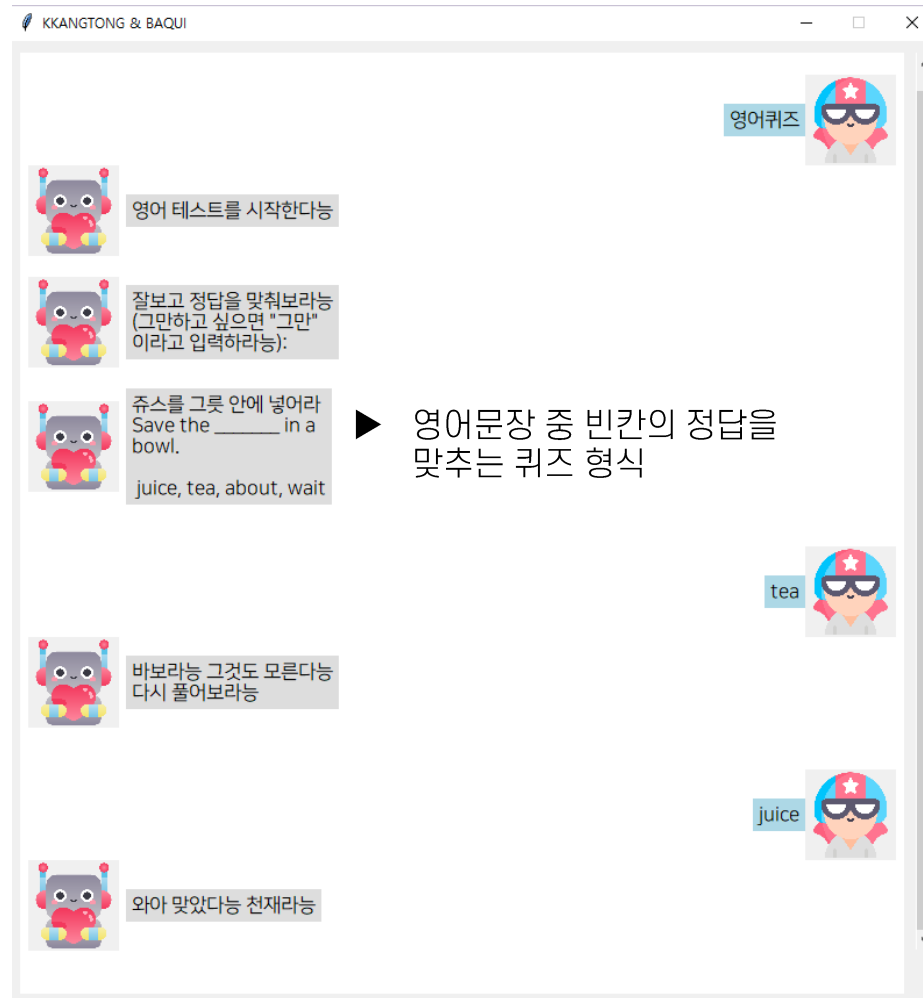 KKANGTONG & BAQUI
영어퀴즈
영어 테스트를 시작한다능
잘보고 정답을 맞춰보라능
(그만하고 싶으면 "그만"
이라고 입력하라능):
쥬스를 그릇 안에 넣어라
Save the ______ in a
bowl.
juice, tea, about, wait
▶ 영어문장 중 빈칸의 정답을
맞추는 퀴즈 형식
tea
바보라능 그것도 모른다능
다시 풀어보라능
juice
와아 맞았다능 천재라능